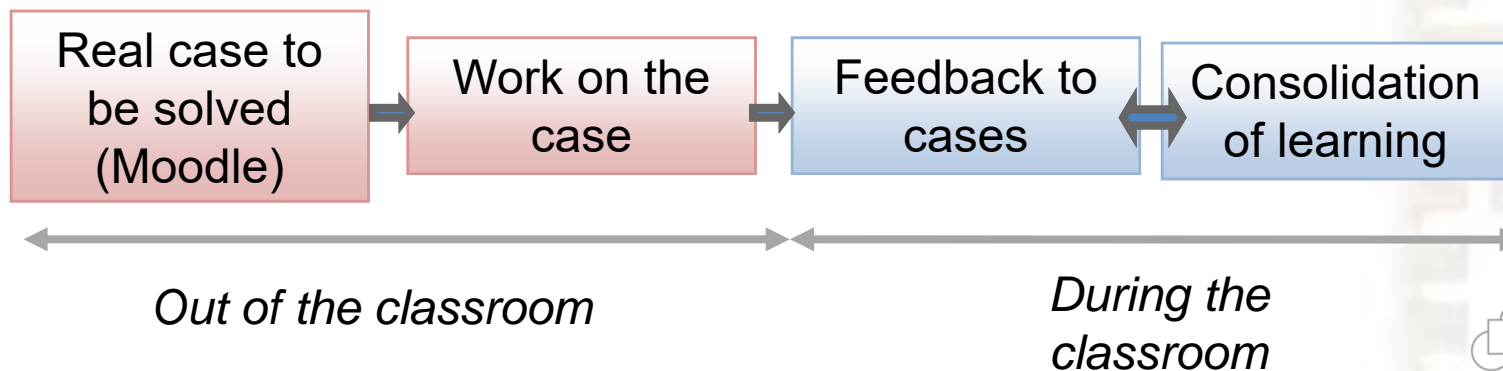 Real case to
be solved
(Moodle)
Work on the
case
Feedback to
cases
Consolidation
of learning
Out of the classroom
During the
classroom